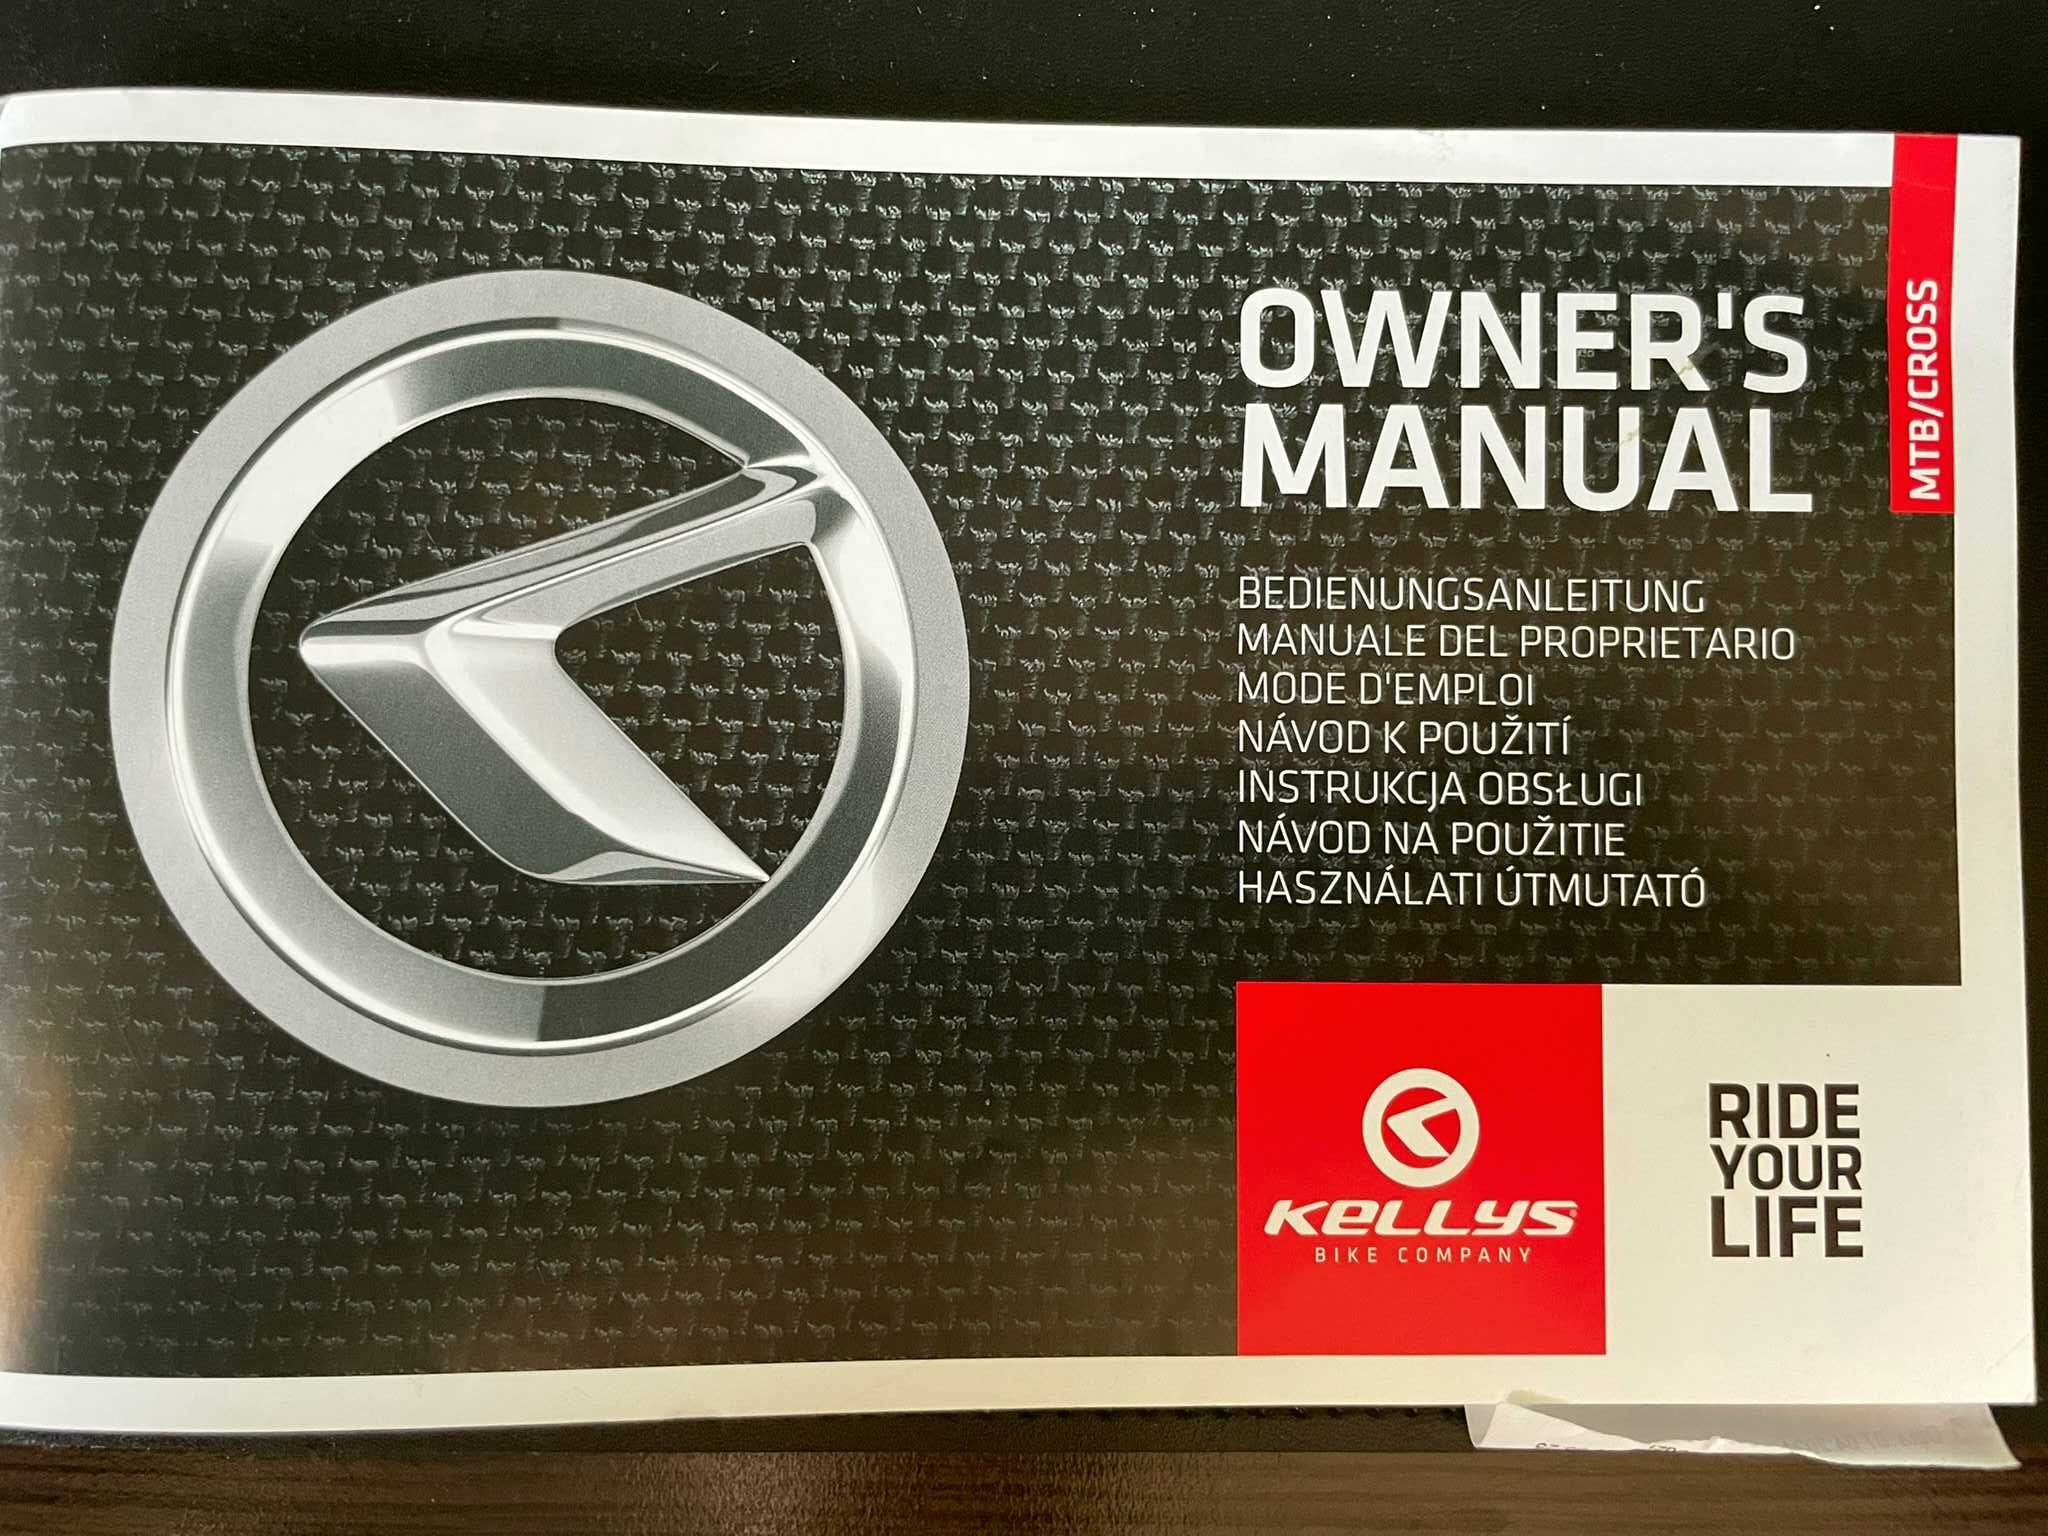 OWNER'S
MANUAL
MTB/CROSS
BEDIENUNGSANLEITUNG
MANUALE DEL PROPRIETARIO
MODE D'EMPLOI
NÁVOD K POUŽITÍ
INSTRUKCJA OBSŁUGI
NÁVOD NA POUŽITIE
HASZNÁLATI ÚTMUTATÓ
KELLYS
BIKE COMPANY
RIDE
YOUR
LIFE